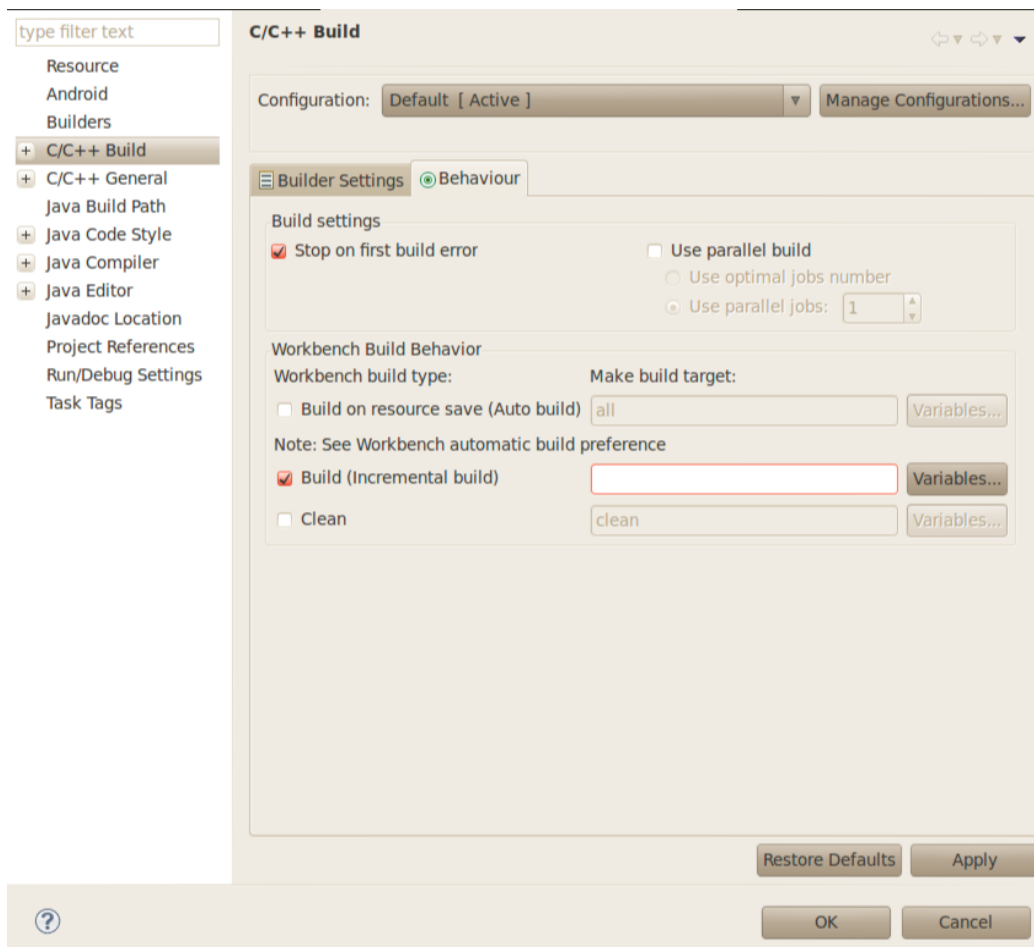 type filter text
Resource
Android
Builders
C/C++ Build
C/C++ General
Java Build Path
Java Code Style
Java Compiler
Java Editor
Javadoc Location
Project References
Run/Debug Settings
Task Tags
C/C++ Build
Configuration: Default [ Active ] Manage Configurations...
Builder Settings Behaviour
Build settings
Stop on first build error Use parallel build
Use optimal jobs number
Use parallel jobs: 1
Workbench Build Behavior
Workbench build type: Make build target:
Build on resource save (Auto build) all Variables...
Note: See Workbench automatic build preference
Build (Incremental build) Variables...
Clean clean Variables...
Restore Defaults Apply
? OK Cancel